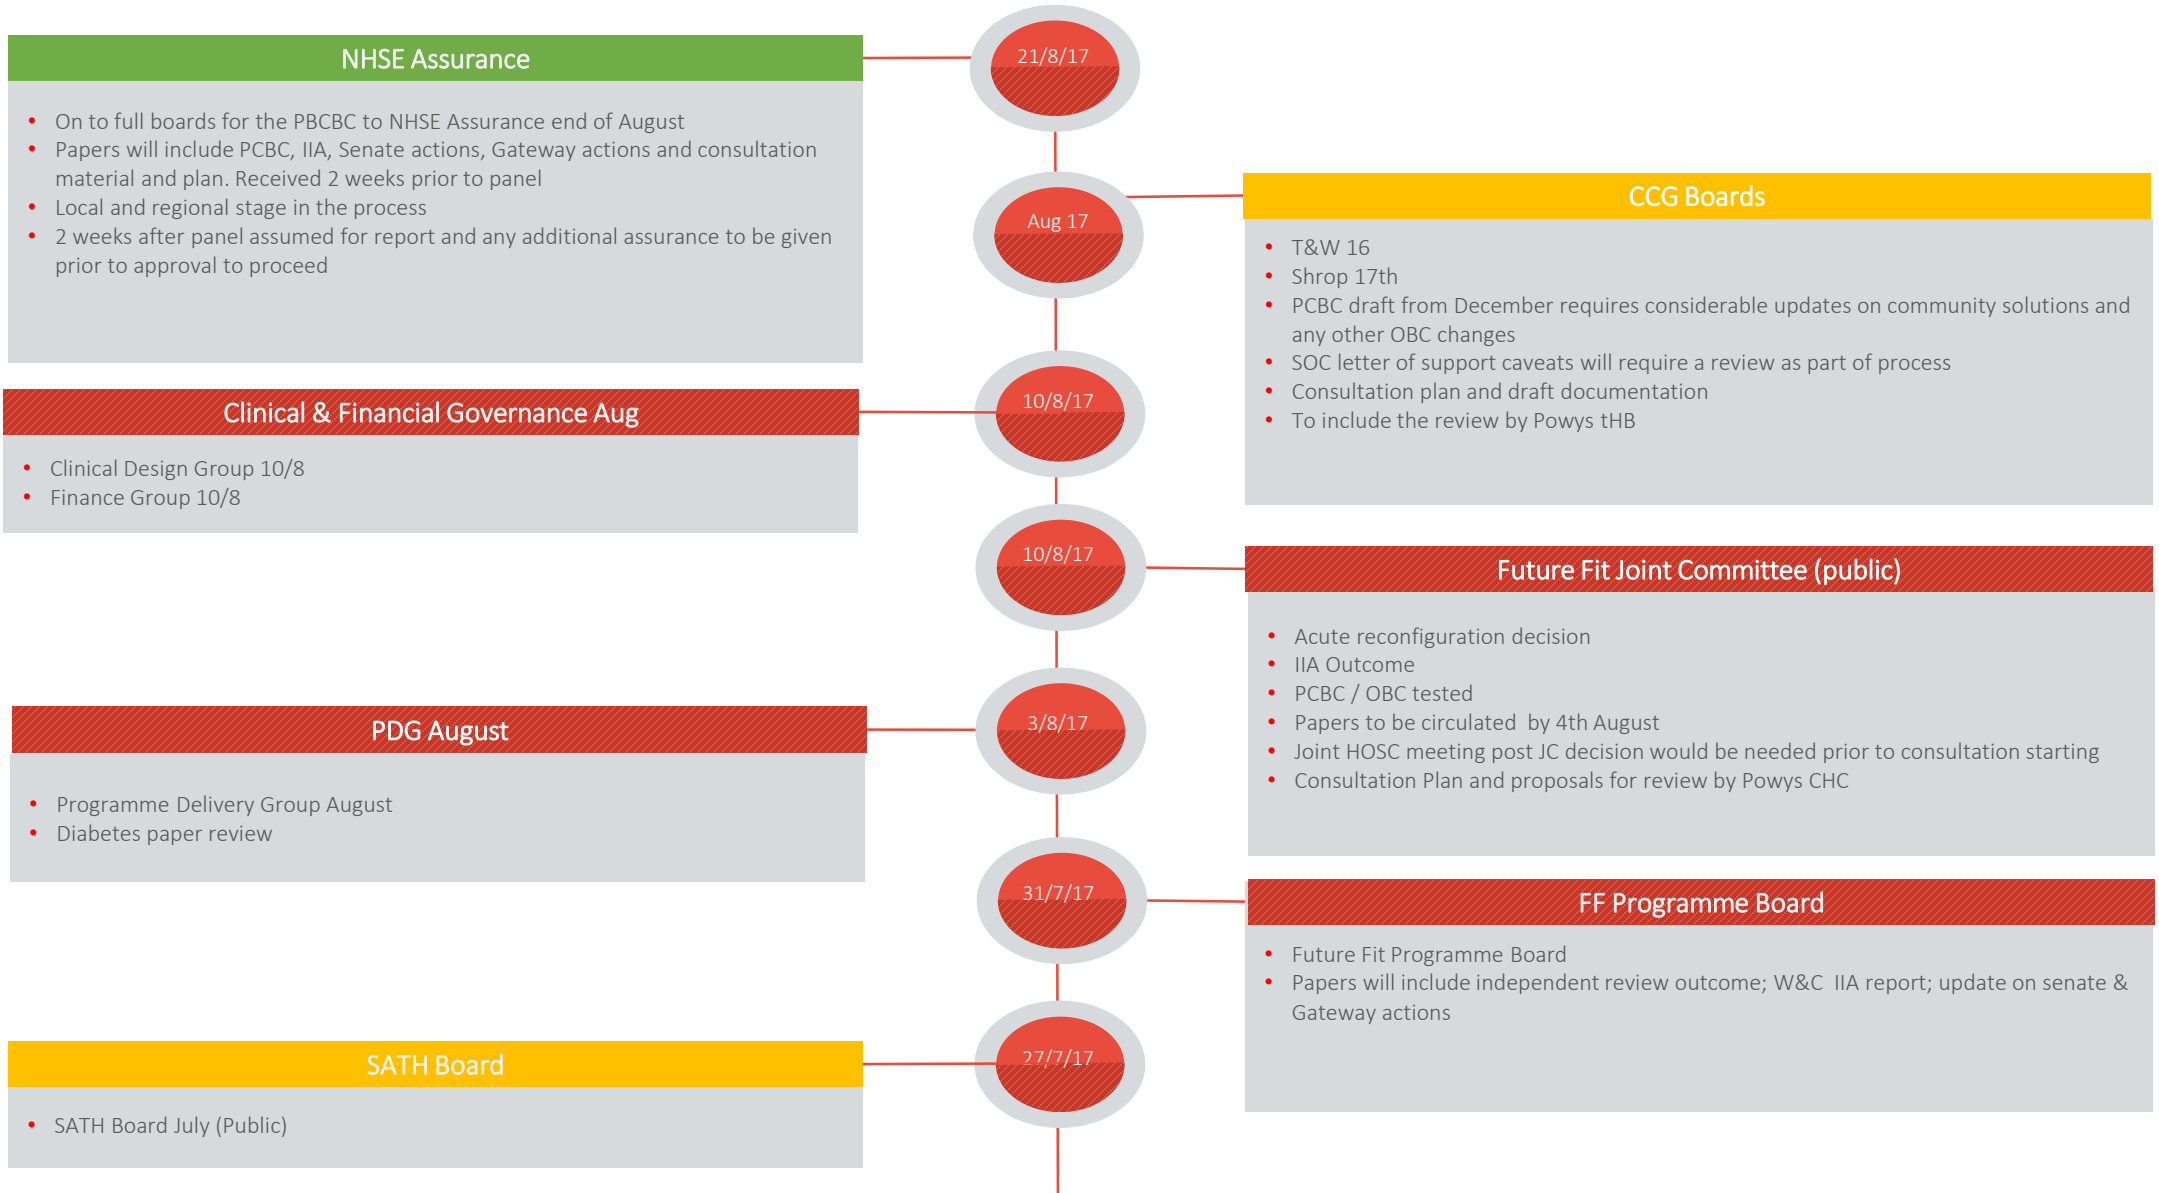 21/8/17
NHSE Assurance
• On to full boards for the PBCBC to NHSE Assurance end of August
• Papers will include PCBC, IIA, Senate actions, Gateway actions and consultation
material and plan. Received 2 weeks prior to panel
• Local and regional stage in the process
• 2 weeks after panel assumed for report and any additional assurance to be given
prior to approval to proceed
Aug 17
CCG Boards
• T&W 16
• Shrop 17th
• PCBC draft from December requires considerable updates on community solutions and
any other OBC changes
• SOC letter of support caveats will require a review as part of process
• Consultation plan and draft documentation
• To include the review by Powys tHB
10/8/17
Clinical & Financial Governance Aug
• Clinical Design Group 10/8
• Finance Group 10/8
10/8/17
Future Fit Joint Committee (public)
• Acute reconfiguration decision
• IIA Outcome
• PCBC / OBC tested
• Papers to be circulated by 4th August
• Joint HOSC meeting post JC decision would be needed prior to consultation starting
• Consultation Plan and proposals for review by Powys CHC
3/8/17
PDG August
• Programme Delivery Group August
• Diabetes paper review
31/7/17
FF Programme Board
• Future Fit Programme Board
• Papers will include independent review outcome; W&C IIA report; update on senate &
Gateway actions
27/7/17
SATH Board
• SATH Board July (Public)